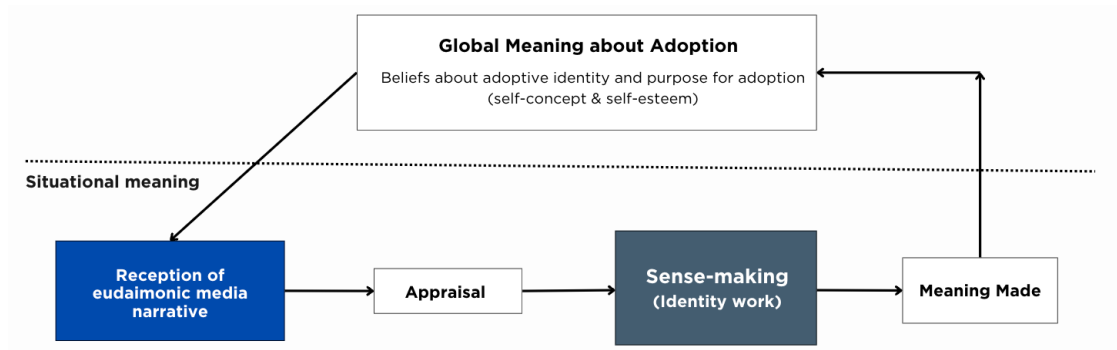 Global Meaning about Adoption
Beliefs about adoptive identity and purpose for adoption
(self-concept & self-esteem)
Situational meaning
Reception of
eudaimonic media
narrative
Appraisal
Sense-making
(Identity work)
Meaning Made